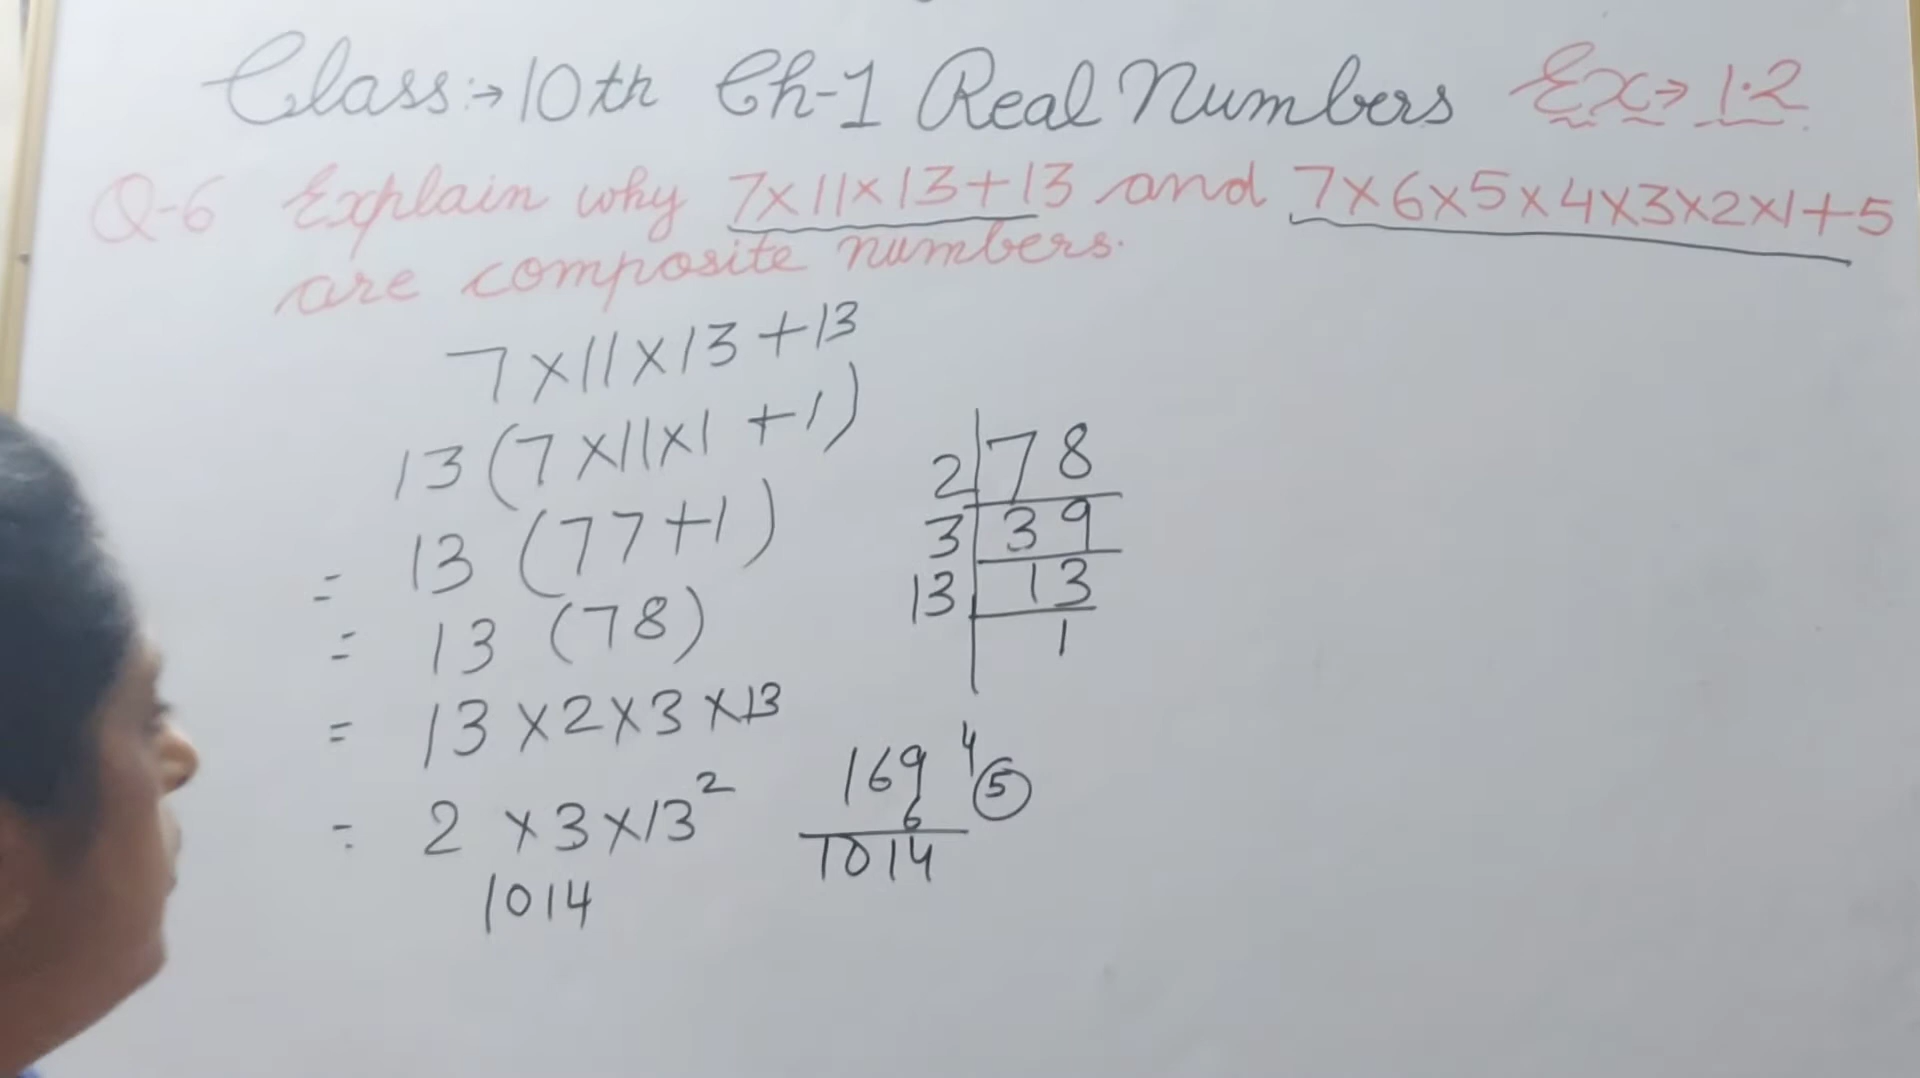 Class:→10th Ch-1 Real Numbers Ex→ 1.2
Q-6 Explain why 7×11×13+13 and 7×6×5×4×3×2×1+5
are composite numbers.
7×11×13+13
13(7×11×1+1)
= 13 (77+1)
= 13 (78)
= 13×2×3×13
= 2×3×13²
1014
2 78
3 39
13 13
1
169 4 5
6
1014